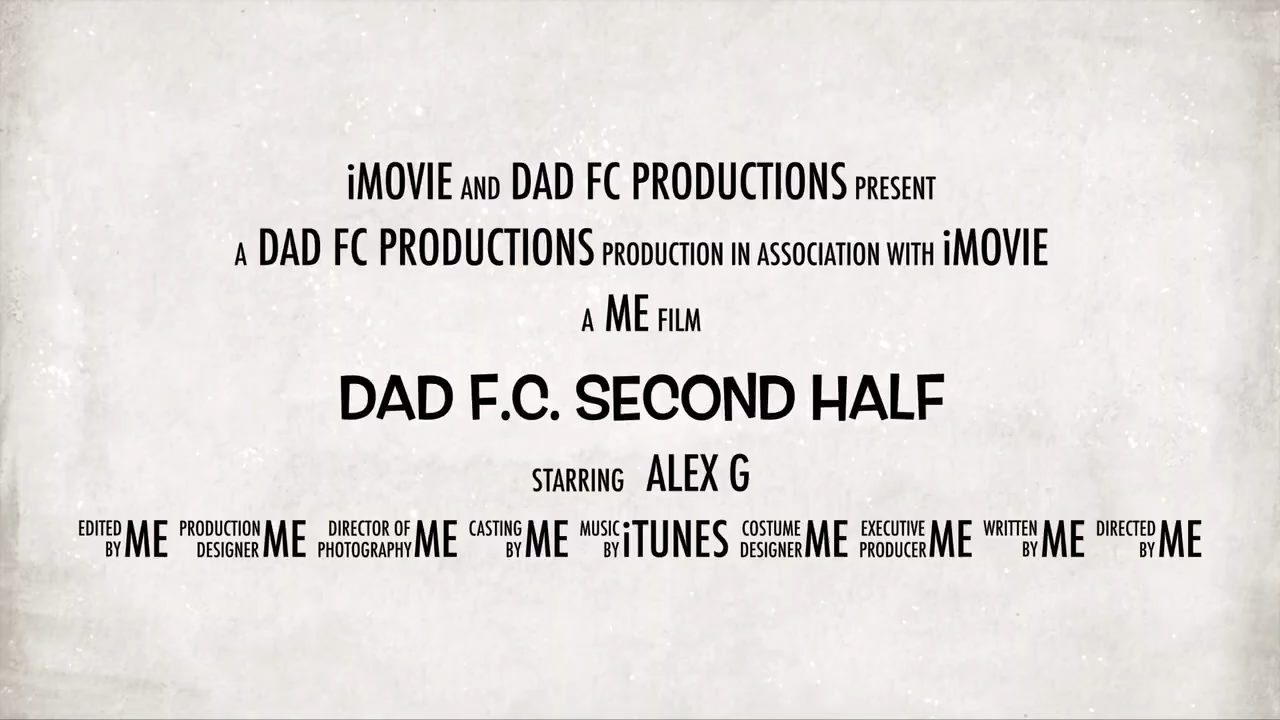 iMOVIE AND DAD FC PRODUCTIONS PRESENT
A DAD FC PRODUCTIONS PRODUCTION IN ASSOCIATION WITH iMOVIE
A ME FILM
DAD F.C. SECOND HALF
STARRING ALEX G
EDITED BY ME PRODUCTION DESIGNER ME DIRECTOR OF PHOTOGRAPHY ME CASTING BY ME MUSIC BY iTUNES COSTUME DESIGNER ME EXECUTIVE PRODUCER ME WRITTEN BY ME DIRECTED BY ME